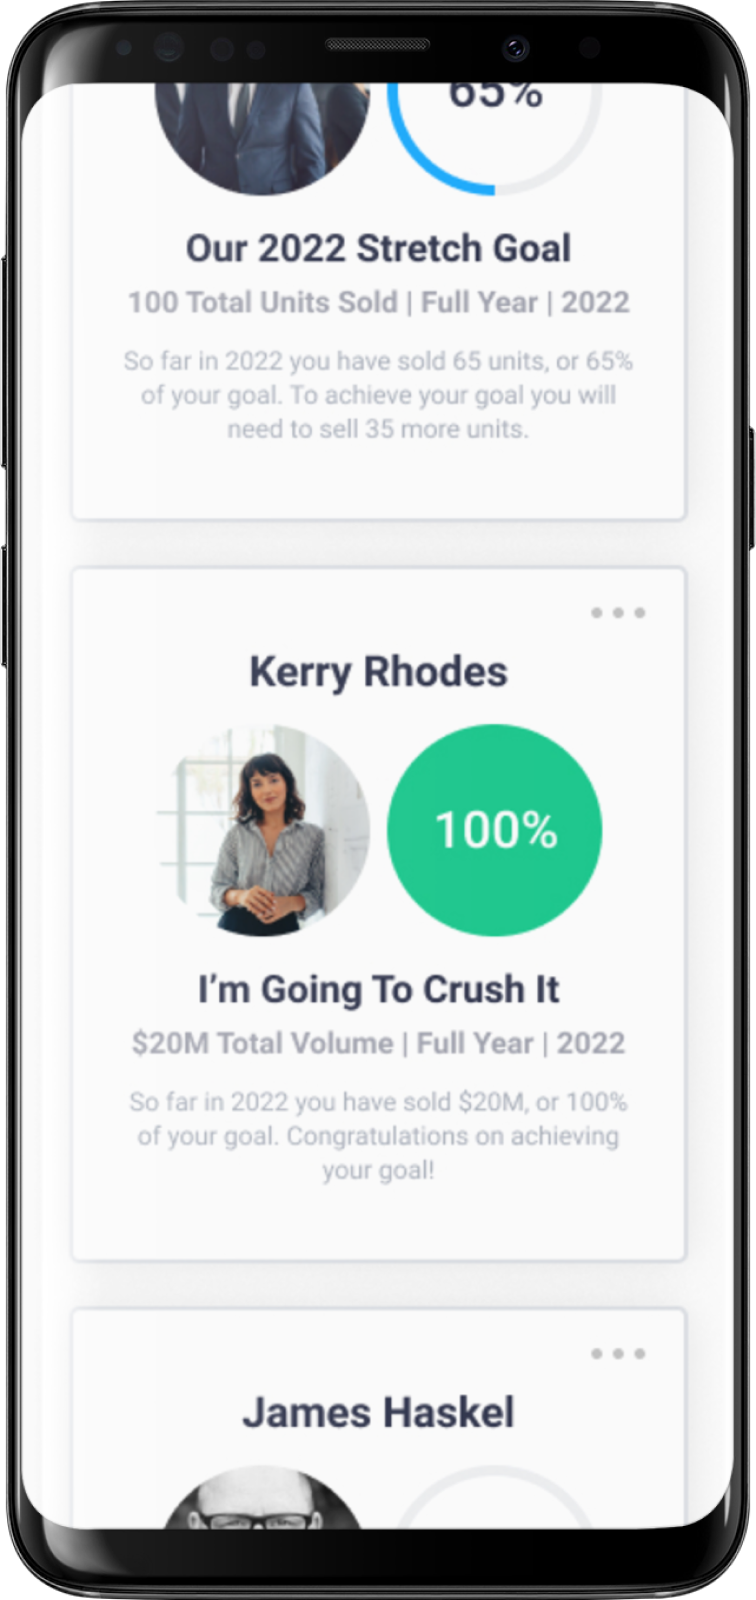 65%
Our 2022 Stretch Goal
100 Total Units Sold | Full Year | 2022
So far in 2022 you have sold 65 units, or 65%
of your goal. To achieve your goal you will
need to sell 35 more units.
Kerry Rhodes
100%
I’m Going To Crush It
$20M Total Volume | Full Year | 2022
So far in 2022 you have sold $20M, or 100%
of your goal. Congratulations on achieving
your goal!
James Haskel